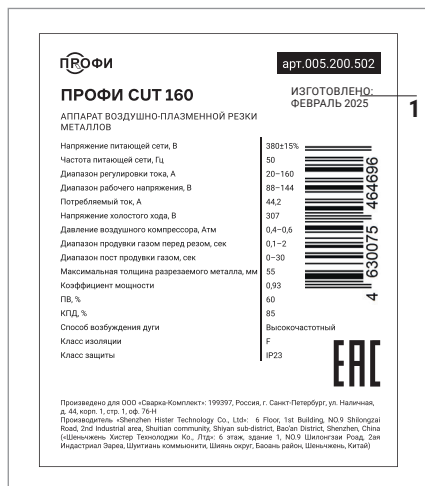 ПРОФИ
арт.005.200.502
ПРОФИ CUT 160
ИЗГОТОВЛЕНО:
ФЕВРАЛЬ 2025
1
АППАРАТ ВОЗДУШНО-ПЛАЗМЕННОЙ РЕЗКИ
МЕТАЛЛОВ
Напряжение питающей сети, В 380±15%
Частота питающей сети, Гц 50
Диапазон регулировки тока, А 20–160
Диапазон рабочего напряжения, В 88–144
Потребляемый ток, А 44,2
Напряжение холостого хода, В 307
Давление воздушного компрессора, Атм 0,4–0,6
Диапазон продувки газом перед резом, сек 0,1–2
Диапазон пост продувки газом, сек 0–30
Максимальная толщина разрезаемого металла, мм 55
Коэффициент мощности 0,93
ПВ, % 60
КПД, % 85
Способ возбуждения дуги Высокочастотный
Класс изоляции F
Класс защиты IP23
4 630075 464696
EAC
Произведено для ООО «Сварка-Комплект»: 199397, Россия, г. Санкт-Петербург, ул. Наличная,
д. 44, корп. 1, стр. 1, оф. 76-Н
Производитель «Shenzhen Hister Technology Co., Ltd»: 6 Floor, 1st Building, NO.9 Shilongzai
Road, 2nd Industrial area, Shuitian community, Shiyan sub-district, Bao'an District, Shenzhen, China
(«Шеньчжень Хистер Технолоджи Ко., Лтд»: 6 этаж, здание 1, NO.9 Шилонгзаи Роад, 2ая
Индастриал Эареа, Шуитиань коммьюнити, Шиянь округ, Баоань район, Шеньчжень, Китай)